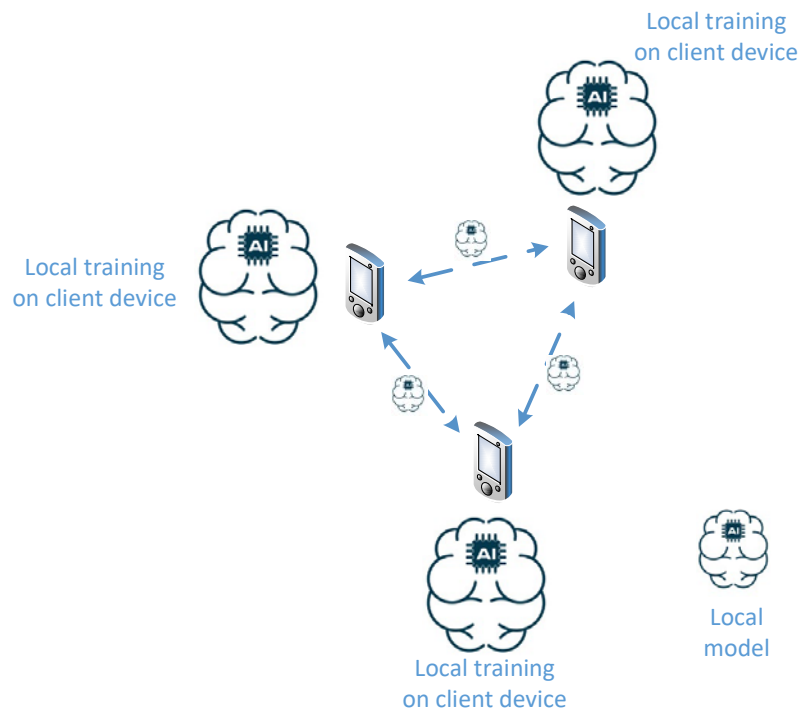 Local training
on client device
AI
AI
Local training
on client device
AI
Local training
on client device
AI
Local
model